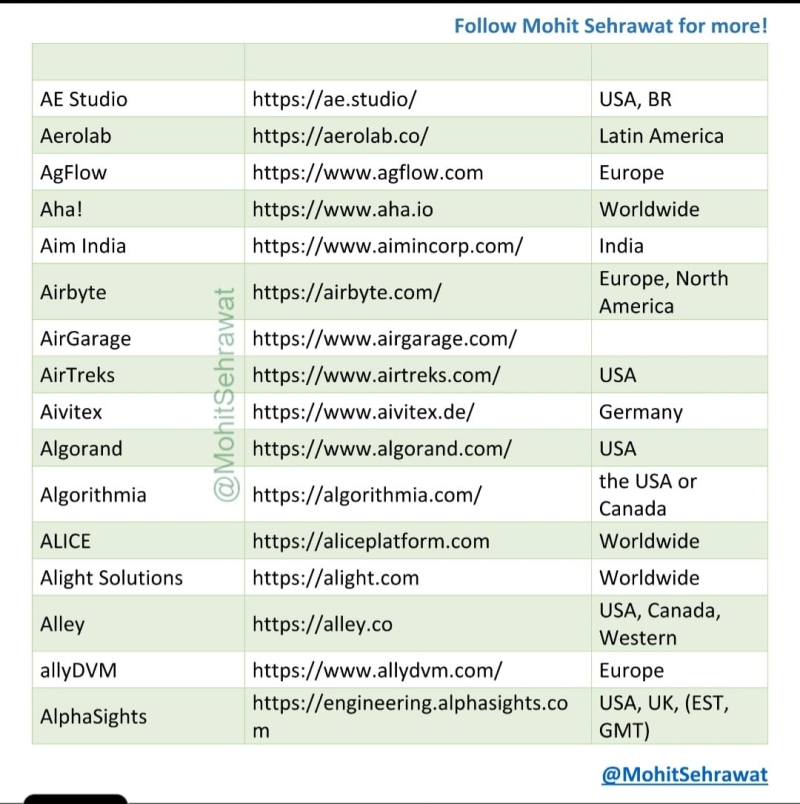 Follow Mohit Sehrawat for more!
AE Studio https://ae.studio/ USA, BR
Aerolab https://aerolab.co/ Latin America
AgFlow https://www.agflow.com Europe
Aha! https://www.aha.io Worldwide
Aim India https://www.aimincorp.com/ India
Airbyte https://airbyte.com/ Europe, North
America
AirGarage https://www.airgarage.com/
AirTreks https://www.airtreks.com/ USA
Aivitex https://www.aivitex.de/ Germany
Algorand https://www.algorand.com/ USA
Algorithmia https://algorithmia.com/ the USA or
Canada
ALICE https://aliceplatform.com Worldwide
Alight Solutions https://alight.com Worldwide
Alley https://alley.co USA, Canada,
Western
allyDVM https://www.allydvm.com/ Europe
AlphaSights https://engineering.alphasights.co USA, UK, (EST,
m GMT)
@MohitSehrawat
@MohitSehrawat